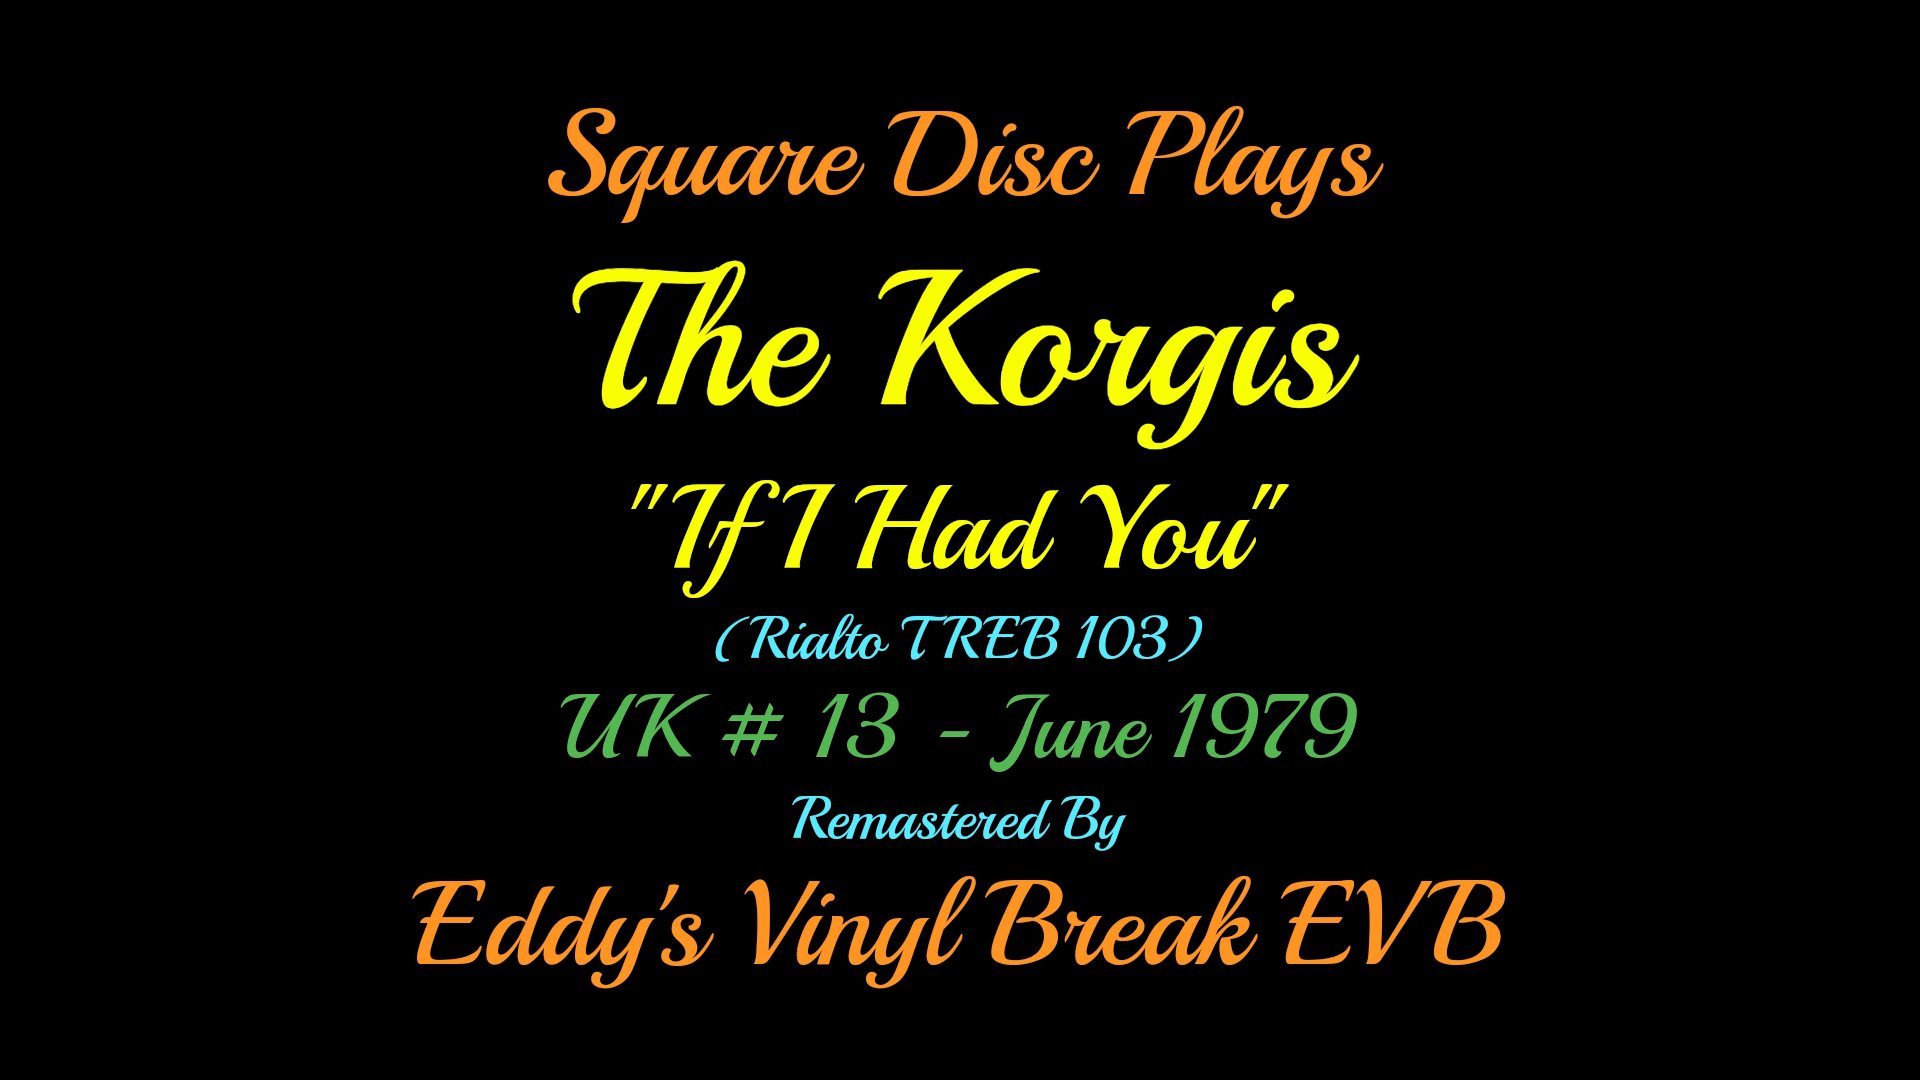 Square Disc Plays
The Korgis
"If I Had You"
(Rialto TREB 103)
UK # 13 - June 1979
Remastered By
Eddy's Vinyl Break EVB